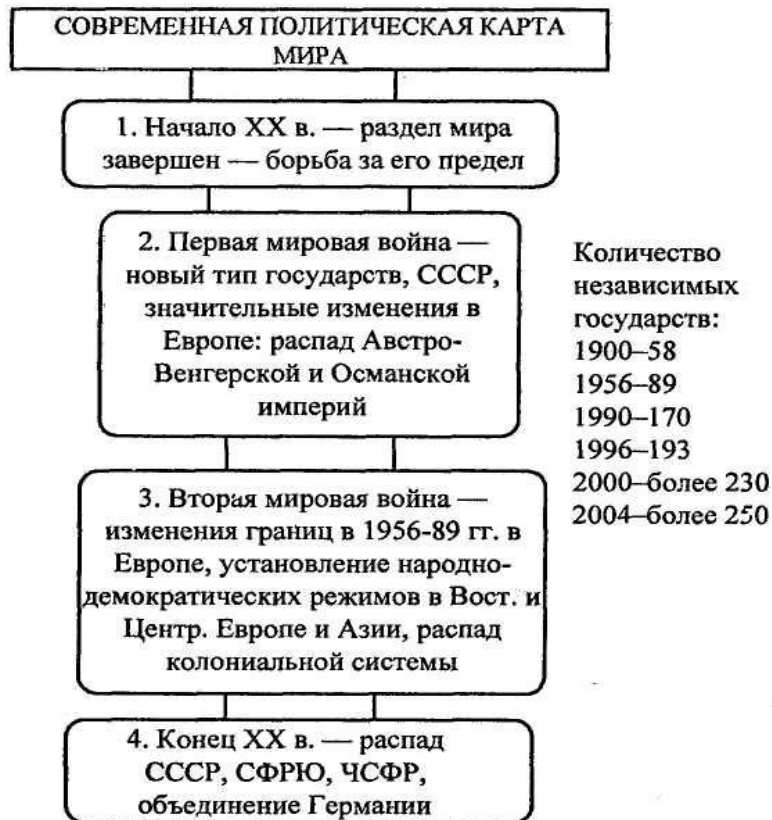 СОВРЕМЕННАЯ ПОЛИТИЧЕСКАЯ КАРТА
МИРА
1. Начало XX в. — раздел мира
завершен — борьба за его предел
2. Первая мировая война —
новый тип государств, СССР,
значительные изменения в
Европе: распад Австро-
Венгерской и Османской
империй
3. Вторая мировая война —
изменения границ в 1956-89 гг. в
Европе, установление народно-
демократических режимов в Вост. и
Центр. Европе и Азии, распад
колониальной системы
4. Конец XX в. — распад
СССР, СФРЮ, ЧСФР,
объединение Германии
Количество
независимых
государств:
1900–58
1956–89
1990–170
1996–193
2000–более 230
2004–более 250